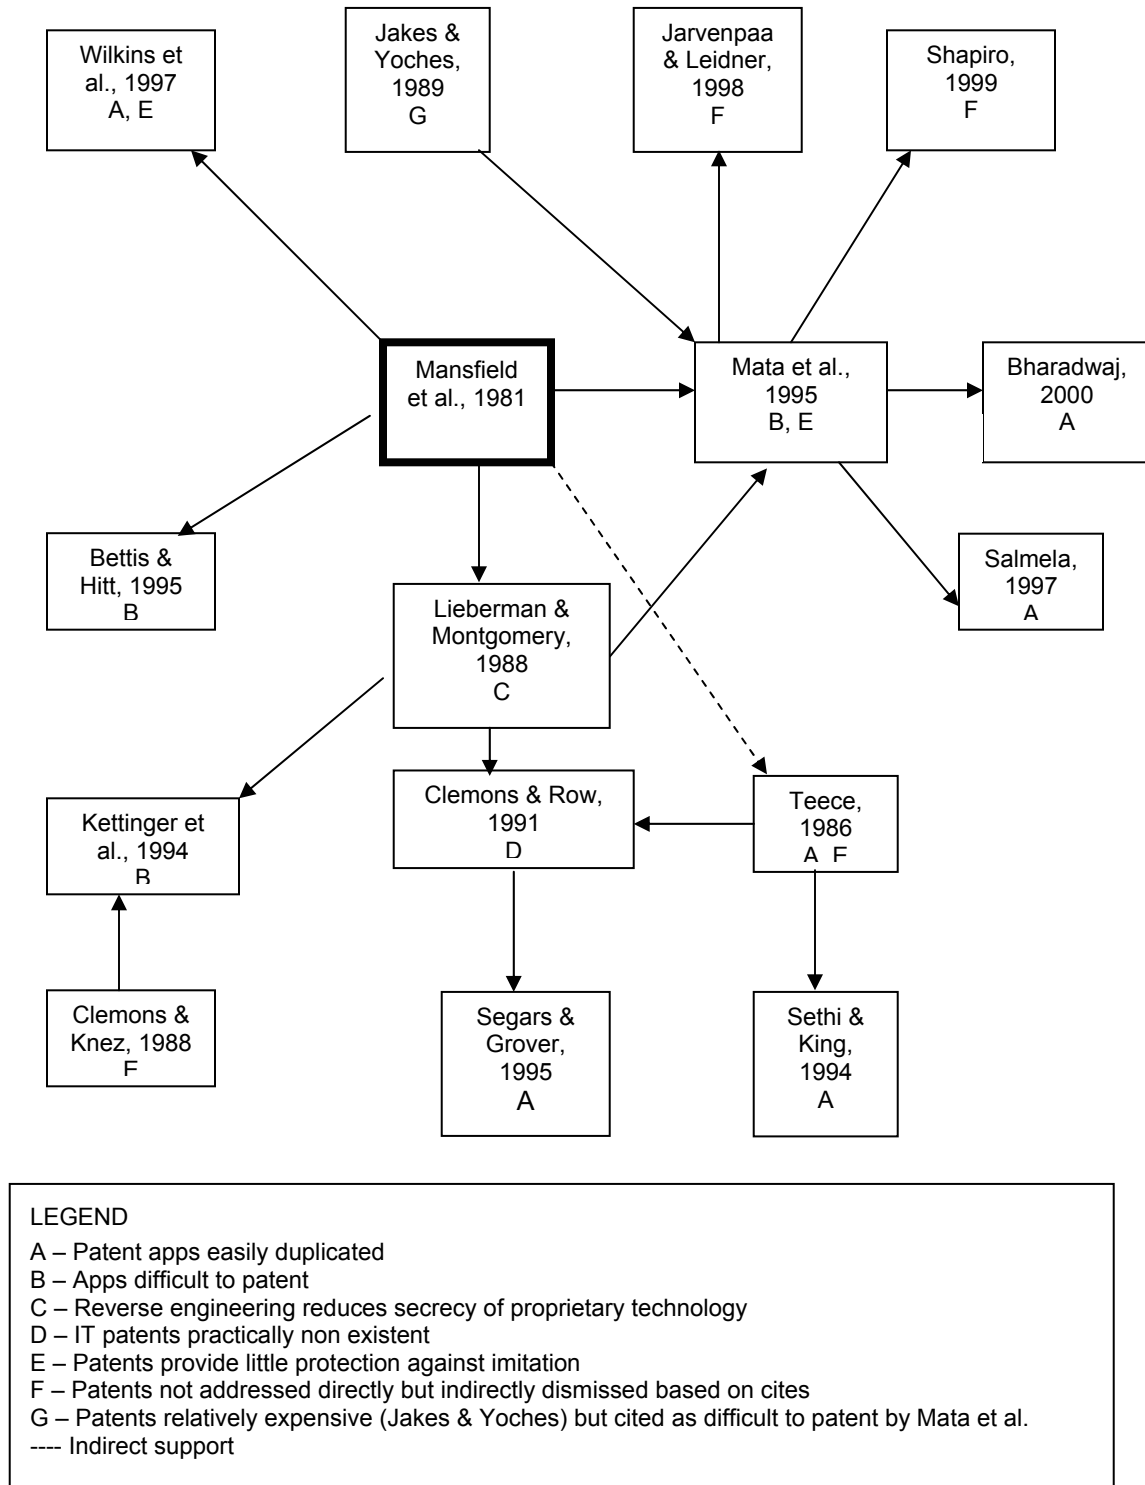 Wilkins et
al., 1997
A, E
Jakes &
Yoches,
1989
G
Jarvenpaa
& Leidner,
1998
F
Shapiro,
1999
F
Mansfield
et al., 1981
Mata et al.,
1995
B, E
Bharadwaj,
2000
A
Bettis &
Hitt, 1995
B
Lieberman &
Montgomery,
1988
C
Salmela,
1997
A
Kettinger et
al., 1994
B
Clemons & Row,
1991
D
Teece,
1986
A
Clemons &
Knez, 1988
Segars &
Grover,
1995
A
Sethi &
King,
1994
A
LEGEND
A – Patent apps easily duplicated
B – Apps difficult to patent
C – Reverse engineering reduces secrecy of proprietary technology
D – IT patents practically non existent
E – Patents provide little protection against imitation
F – Patents not addressed directly but indirectly dismissed based on cites
G – Patents relatively expensive (Jakes & Yoches) but cited as difficult to patent by Mata et al.
---- Indirect support